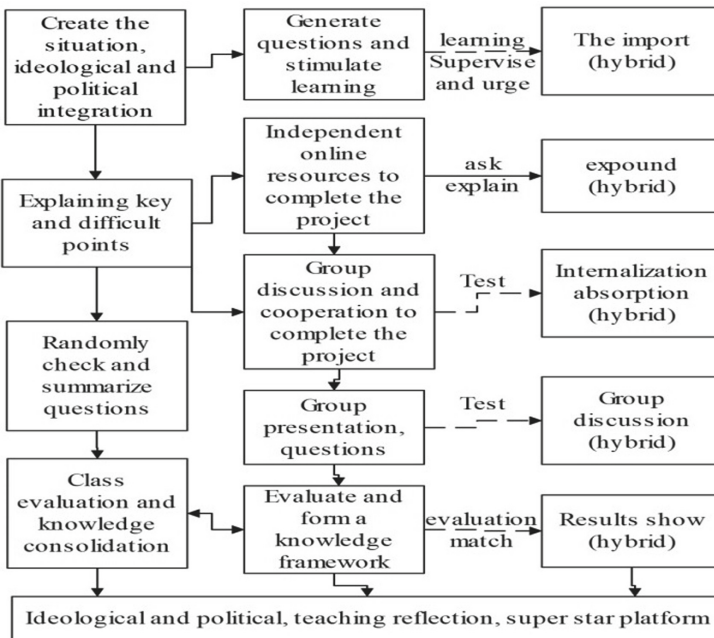 Create the
situation,
ideological and
political
integration
Generate
questions and
stimulate
learning
learning
Supervise
and urge
The import
(hybrid)
Explaining key
and difficult
points
Independent
online
resources to
complete the
project
ask
explain
expound
(hybrid)
Group
discussion and
cooperation to
complete the
project
Test
Internalization
absorption
(hybrid)
Randomly
check and
summarize
questions
Group
presentation,
questions
Test
Group
discussion
(hybrid)
Class
evaluation and
knowledge
consolidation
Evaluate and
form a
knowledge
framework
evaluation
match
Results show
(hybrid)
Ideological and political, teaching reflection, super star platform